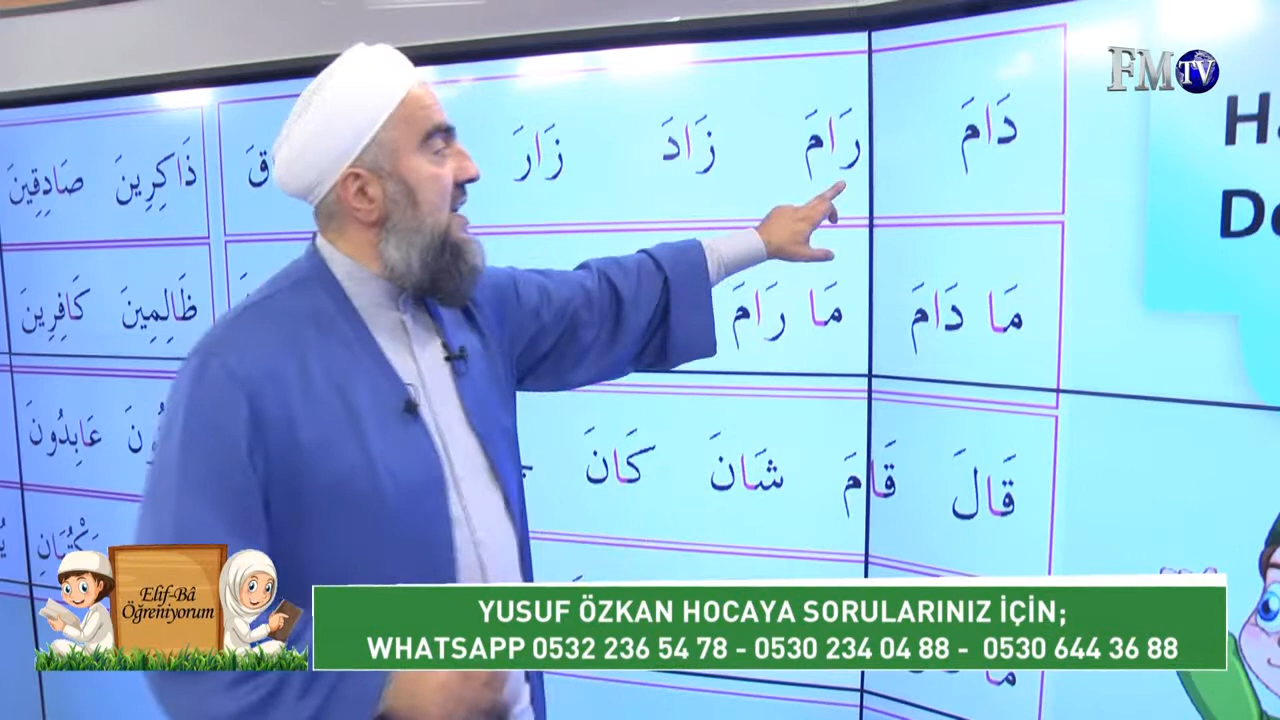 FMTV
دَامَ رَامَ زَادَ زَارَ
ذَاكِرِينَ صَادِقِينَ
مَا دَامَ مَا رَامَ
ظَالِمِينَ كَافِرِينَ
قَالَ قَامَ شَانَ كَانَ
عَابِدُونَ
Elif-Bâ
Öğreniyorum
YUSUF ÖZKAN HOCAYA SORULARINIZ İÇİN;
WHATSAPP 0532 236 54 78 - 0530 234 04 88 - 0530 644 36 88